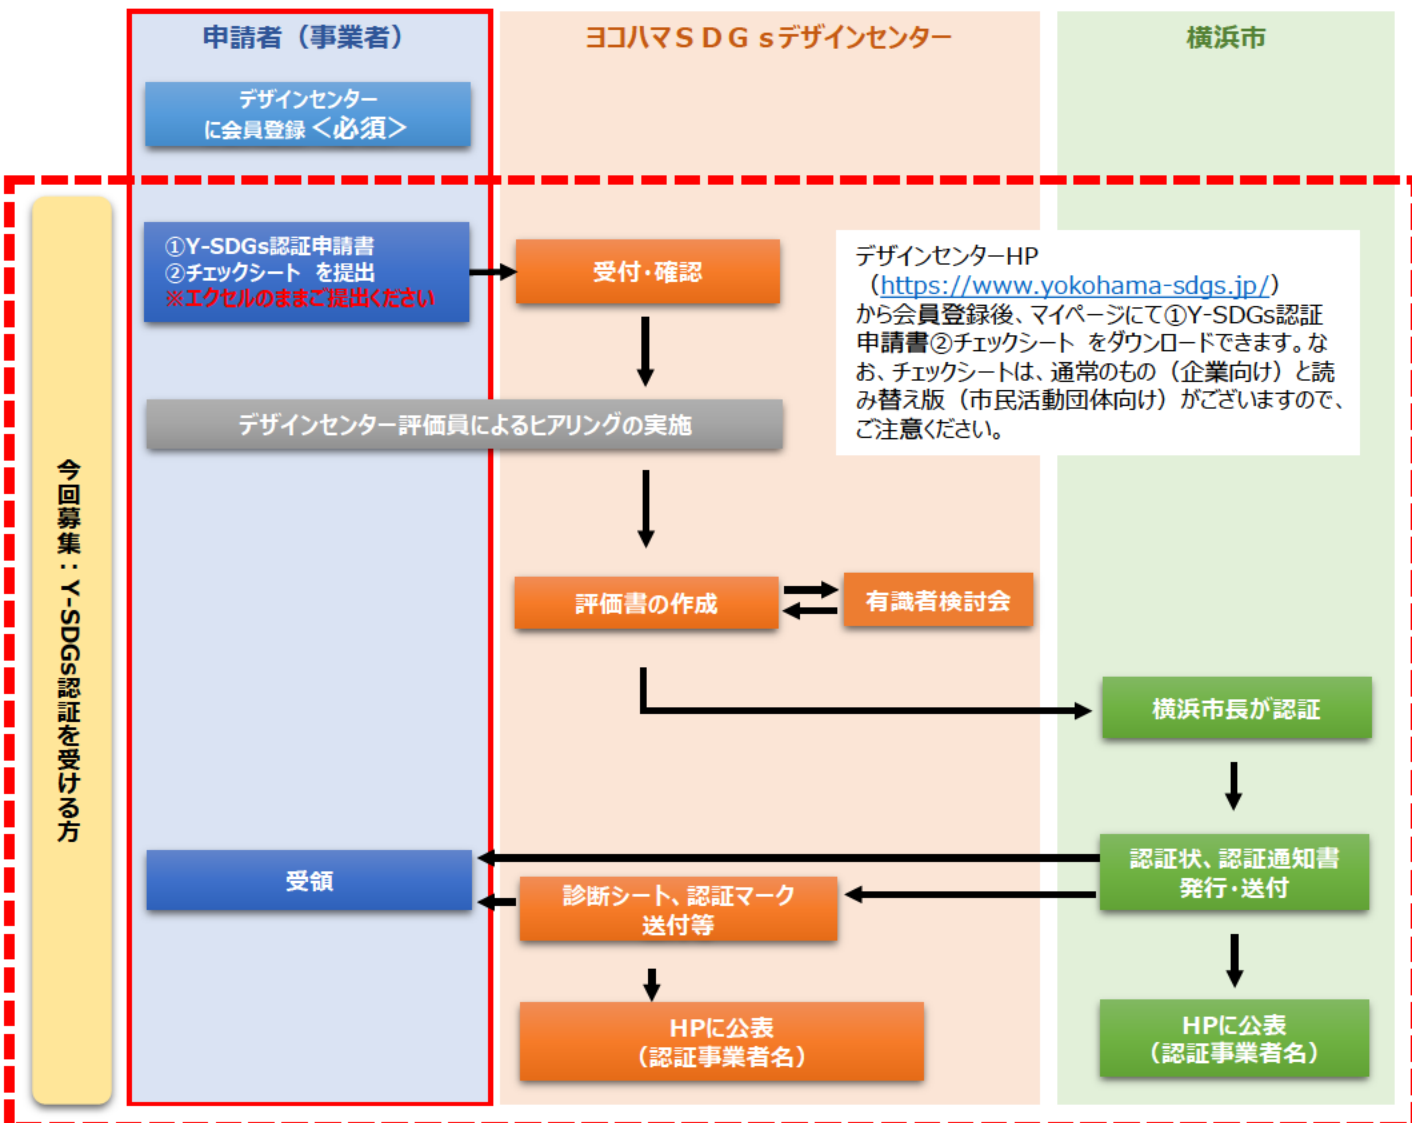 申請者（事業者）
ヨコハマＳＤＧｓデザインセンター
横浜市
デザインセンター
に会員登録＜必須＞
今回募集：Y-SDGs認証を受ける方
①Y-SDGs認証申請書
②チェックシート を提出
※エクセルのままご提出ください
受付・確認
デザインセンターHP
（https://www.yokohama-sdgs.jp/）
から会員登録後、マイページにて①Y-SDGs認証
申請書②チェックシート をダウンロードできます。な
お、チェックシートは、通常のもの（企業向け）と読
み替え版（市民活動団体向け）がございますので、
ご注意ください。
デザインセンター評価員によるヒアリングの実施
評価書の作成
有識者検討会
横浜市長が認証
認証状、認証通知書
発行・送付
受領
診断シート、認証マーク
送付等
HPに公表
（認証事業者名）
HPに公表
（認証事業者名）